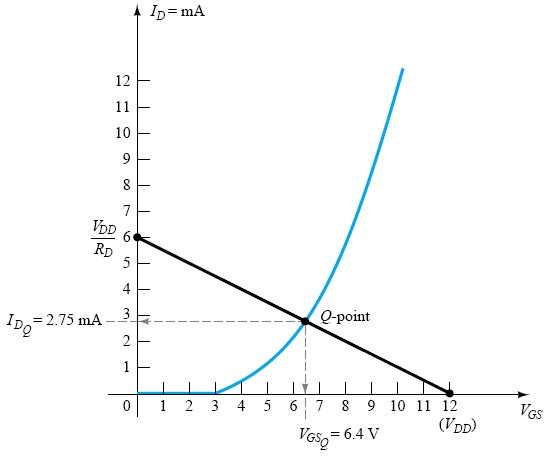 I_D = mA
12
11
10
9
8
7
V_DD
R_D
6
5
4
3
2
1
I_DQ = 2.75 mA
Q-point
0 1 2 3 4 5 6 7 8 9 10 11 12
(V_DD)
V_GS
V_GSQ = 6.4 V